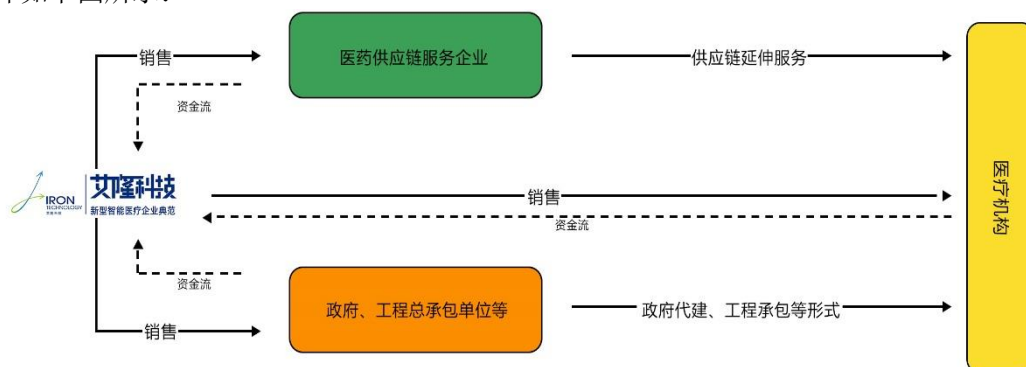 销售
医药供应链服务企业
供应链延伸服务
资金流
IRON
TECHNOLOGY
艾隆科技
新型智能医疗企业典范
销售
资金流
医疗机构
资金流
政府、工程总承包单位等
政府代建、工程承包等形式
销售